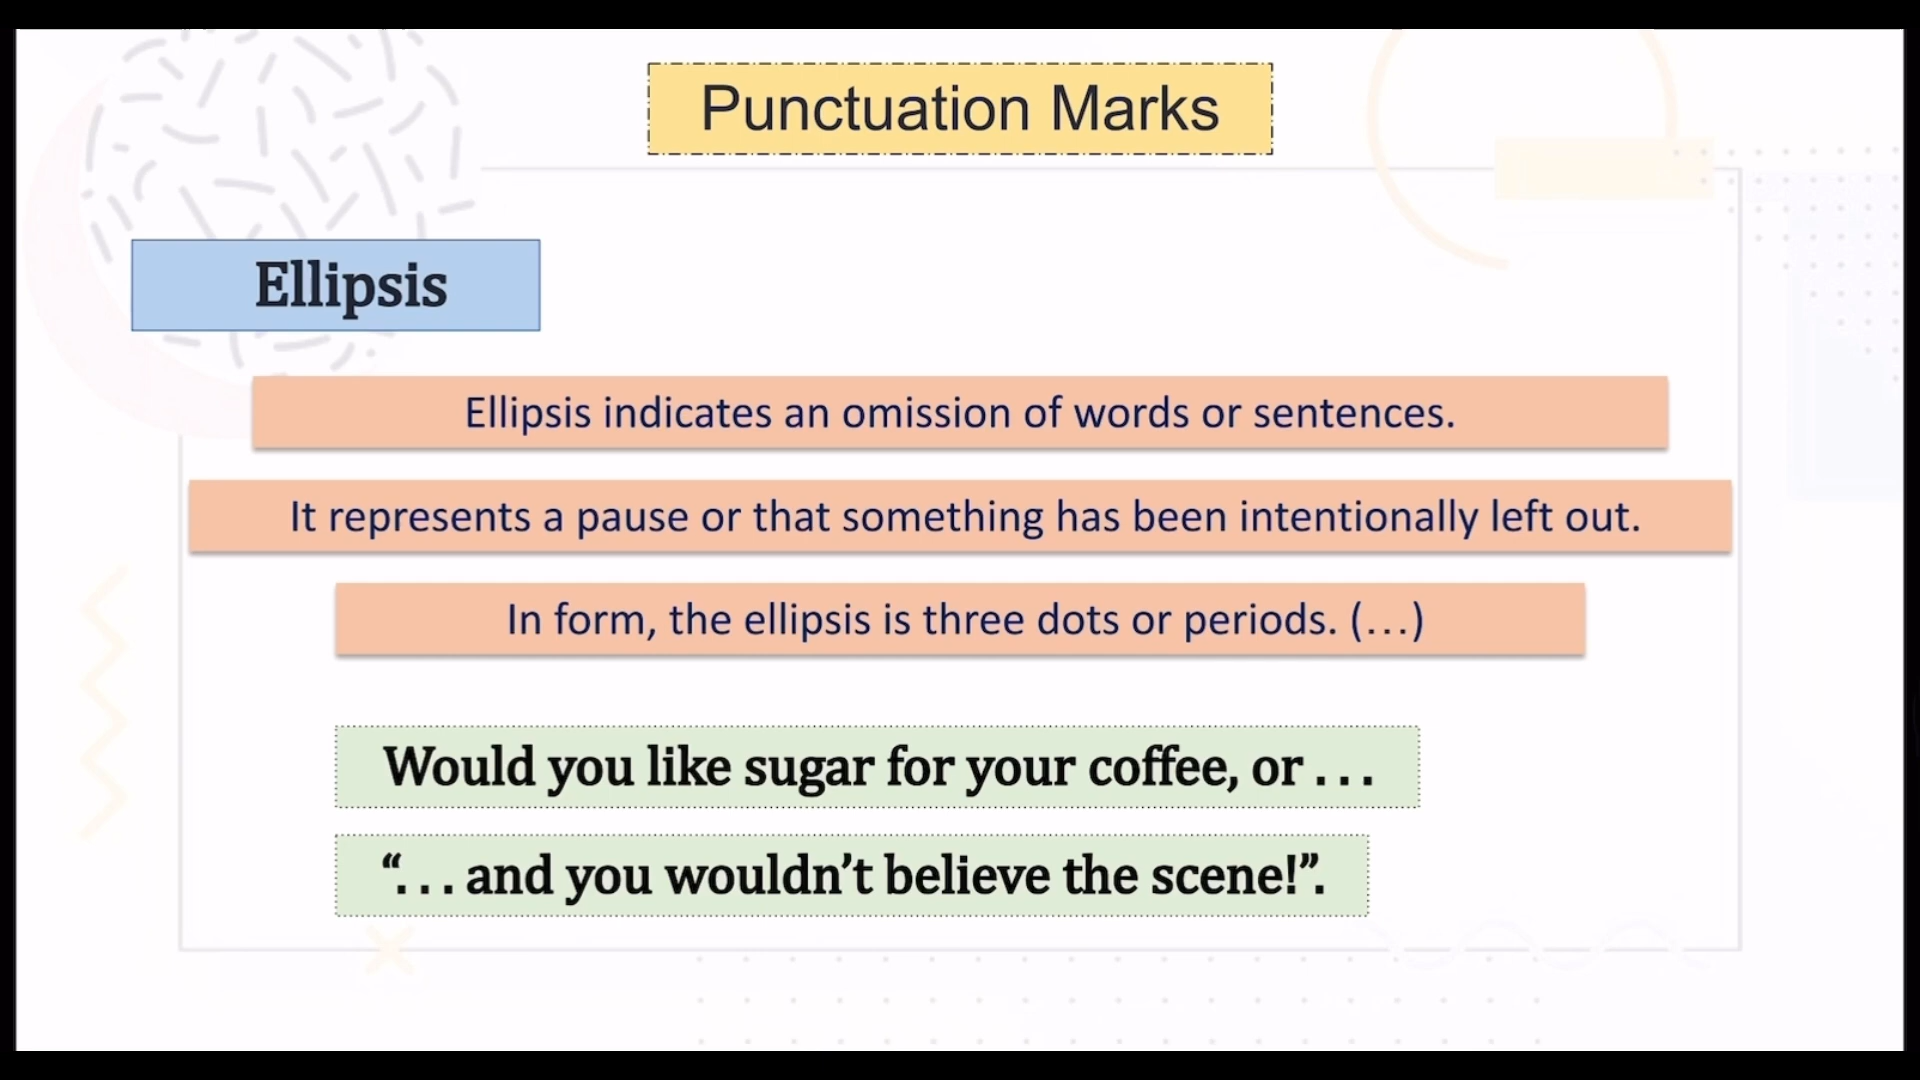 Punctuation Marks
Ellipsis
Ellipsis indicates an omission of words or sentences.
It represents a pause or that something has been intentionally left out.
In form, the ellipsis is three dots or periods. (…)
Would you like sugar for your coffee, or . . .
“. . . and you wouldn’t believe the scene!”.